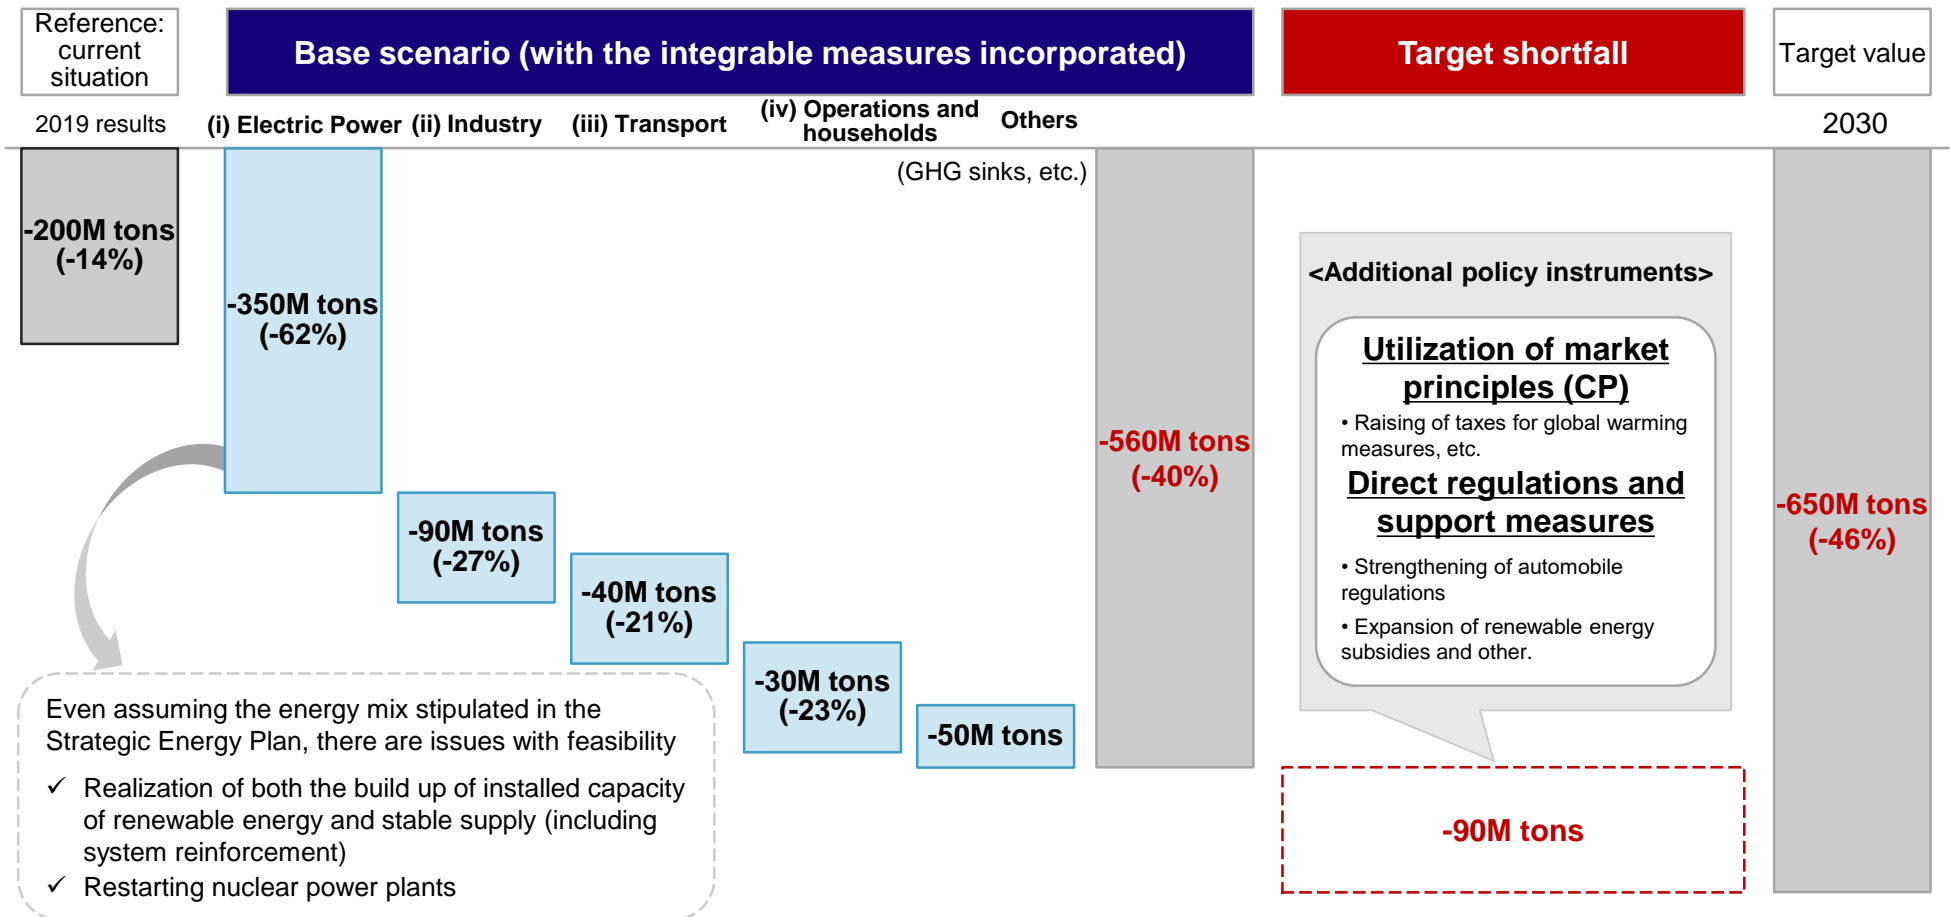 Reference:
current
situation
Base scenario (with the integrable measures incorporated)
Target shortfall
Target value
2019 results
(i) Electric Power
(ii) Industry
(iii) Transport
(iv) Operations and
households
Others
2030
(GHG sinks, etc.)
-200M tons
(-14%)
-350M tons
(-62%)
-90M tons
(-27%)
-40M tons
(-21%)
-30M tons
(-23%)
-50M tons
-560M tons
(-40%)
<Additional policy instruments>
Utilization of market
principles (CP)
• Raising of taxes for global warming
measures, etc.
Direct regulations and
support measures
• Strengthening of automobile
regulations
• Expansion of renewable energy
subsidies and other.
-90M tons
-650M tons
(-46%)
Even assuming the energy mix stipulated in the
Strategic Energy Plan, there are issues with feasibility
✓ Realization of both the build up of installed capacity
of renewable energy and stable supply (including
system reinforcement)
✓ Restarting nuclear power plants